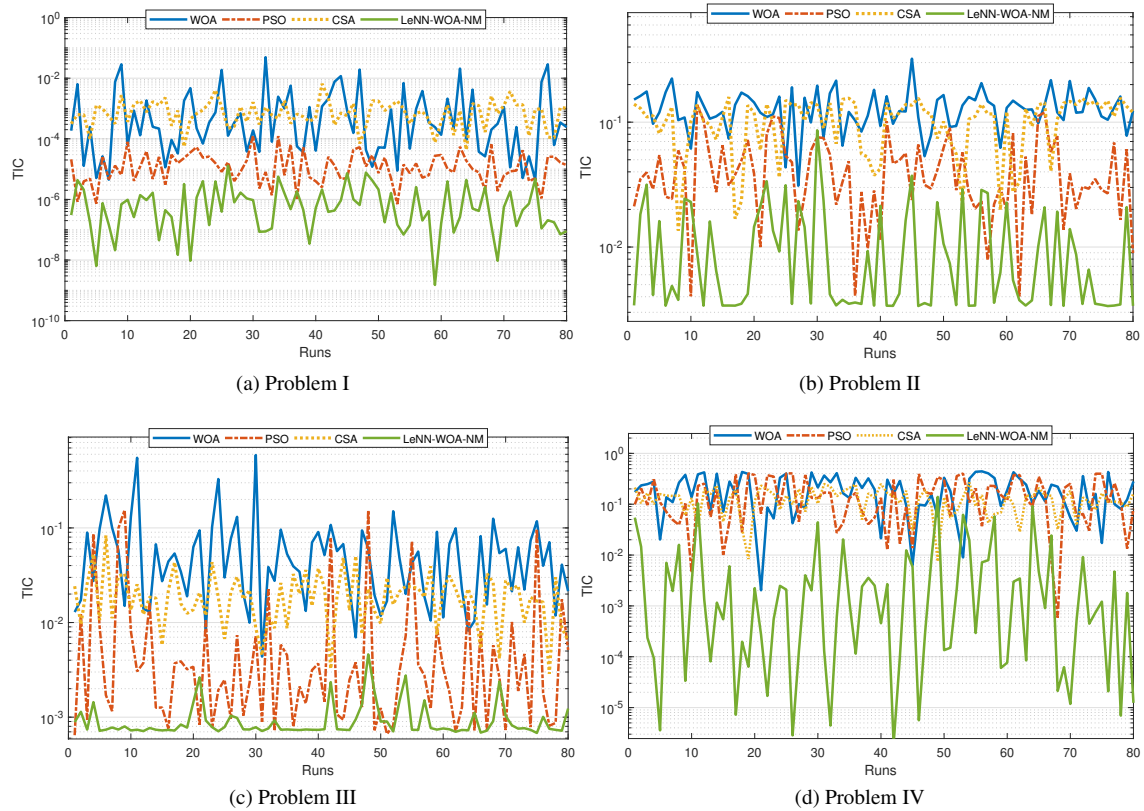 WOA PSO CSA LeNN-WOA-NM
TIC
10^0
10^-2
10^-4
10^-6
10^-8
10^-10
0 10 20 30 40 50 60 70 80
Runs
(a) Problem I
WOA PSO CSA LeNN-WOA-NM
TIC
10^-1
10^-2
0 10 20 30 40 50 60 70 80
Runs
(b) Problem II
WOA PSO CSA LeNN-WOA-NM
TIC
10^-1
10^-2
10^-3
0 10 20 30 40 50 60 70 80
Runs
(c) Problem III
WOA PSO CSA LeNN-WOA-NM
TIC
10^0
10^-1
10^-2
10^-3
10^-4
10^-5
0 10 20 30 40 50 60 70 80
Runs
(d) Problem IV